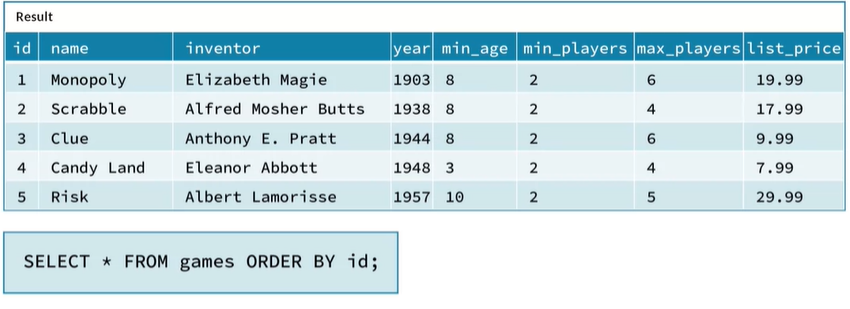 Result
id name inventor year min_age min_players max_players list_price
1 Monopoly Elizabeth Magie 1903 8 2 6 19.99
2 Scrabble Alfred Mosher Butts 1938 8 2 4 17.99
3 Clue Anthony E. Pratt 1944 8 2 6 9.99
4 Candy Land Eleanor Abbott 1948 3 2 4 7.99
5 Risk Albert Lamorisse 1957 10 2 5 29.99
SELECT * FROM games ORDER BY id;